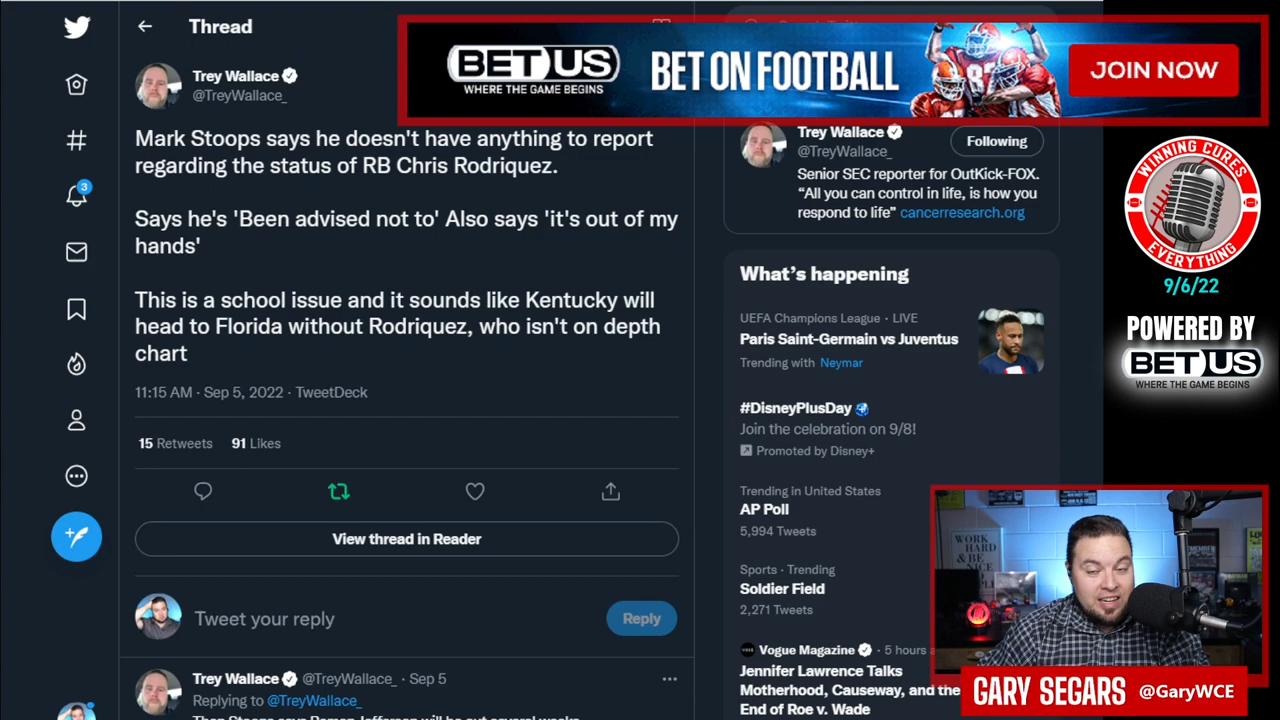 Thread
Trey Wallace
@TreyWallace_
Mark Stoops says he doesn't have anything to report
regarding the status of RB Chris Rodriquez.
Says he's 'Been advised not to' Also says 'it's out of my
hands'
This is a school issue and it sounds like Kentucky will
head to Florida without Rodriquez, who isn't on depth
chart
11:15 AM · Sep 5, 2022 · TweetDeck
15 Retweets 91 Likes
View thread in Reader
Tweet your reply
Reply
Trey Wallace @TreyWallace_ · Sep 5
Replying to @TreyWallace_
3
BETUS
WHERE THE GAME BEGINS
BET ON FOOTBALL
JOIN NOW
Trey Wallace
@TreyWallace_
Following
Senior SEC reporter for OutKick-FOX.
“All you can control in life, is how you
respond to life” cancerresearch.org
What’s happening
UEFA Champions League · LIVE
Paris Saint-Germain vs Juventus
Trending with Neymar
#DisneyPlusDay
Join the celebration on 9/8!
Promoted by Disney+
Trending in United States
AP Poll
5,994 Tweets
Sports · Trending
Soldier Field
2,271 Tweets
Vogue Magazine · 5 hours
Jennifer Lawrence Talks
Motherhood, Causeway, and the
End of Roe v. Wade
WINNING CURES
EVERYTHING
9/6/22
POWERED BY
BETUS
WHERE THE GAME BEGINS
WORK
HARD
& BE
NICE
GARY SEGARS @GaryWCE